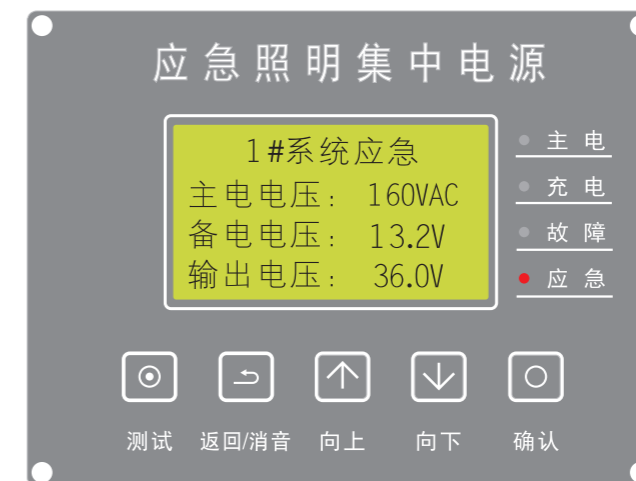 应急照明集中电源
1#系统应急
主电电压: 160VAC
备电电压: 13.2V
输出电压: 36.0V
主电
充电
故障
应急
测试 返回/消音 向上 向下 确认